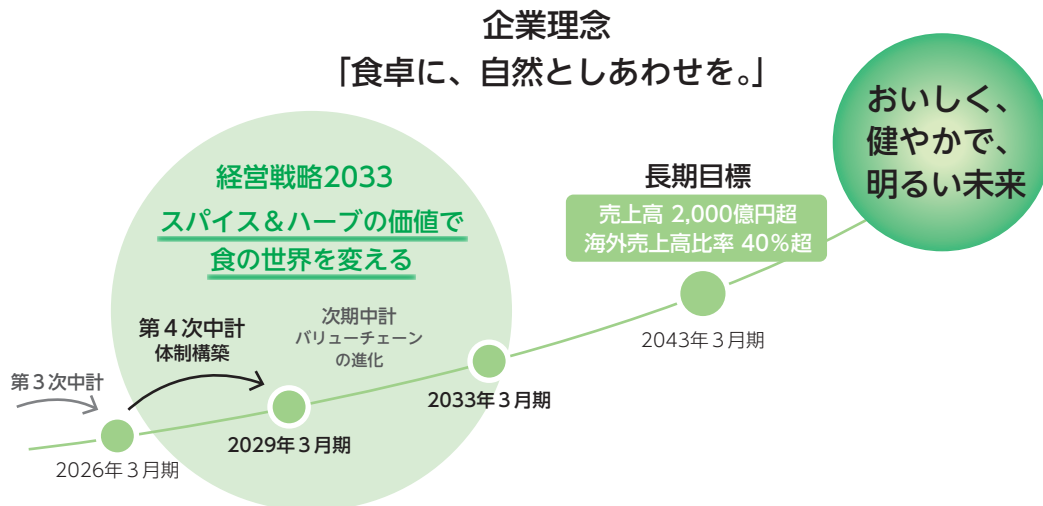 企業理念
「食卓に、自然としあわせを。」
おいしく、
健やかで、
明るい未来
経営戦略2033
スパイス＆ハーブの価値で
食の世界を変える
長期目標
売上高 2,000億円超
海外売上高比率 40％超
第３次中計
第４次中計
体制構築
次期中計
バリューチェーン
の進化
2026年３月期
2029年３月期
2033年３月期
2043年３月期